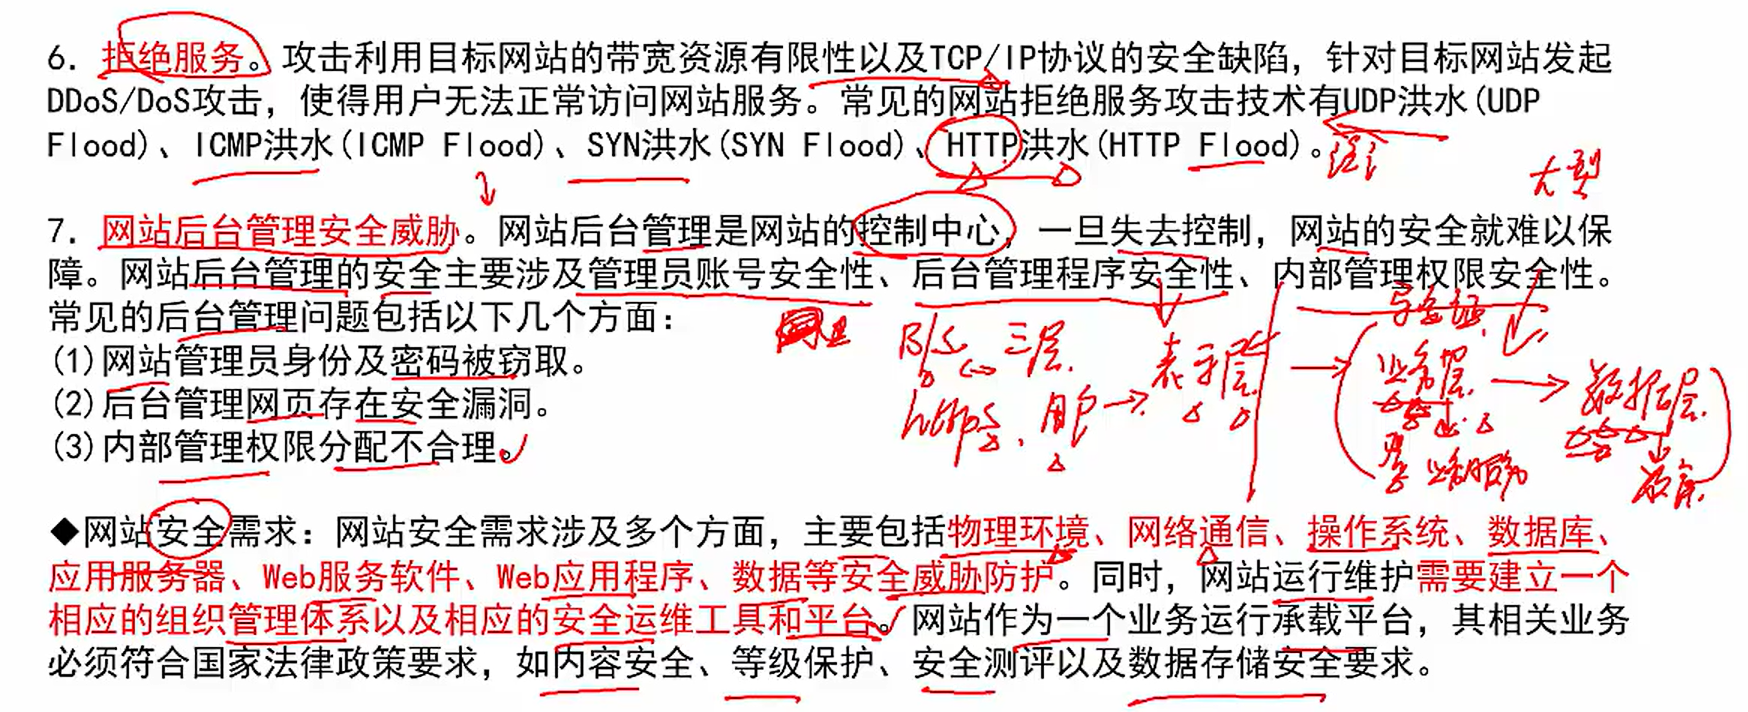 6. 拒绝服务。攻击利用目标网站的带宽资源有限性以及TCP/IP协议的安全缺陷，针对目标网站发起
DDoS/DoS攻击，使得用户无法正常访问网站服务。常见的网站拒绝服务攻击技术有UDP洪水(UDP
Flood)、ICMP洪水(ICMP Flood)、SYN洪水(SYN Flood)、HTTP洪水(HTTP Flood)。
大型
7. 网站后台管理安全威胁。网站后台管理是网站的控制中心，一旦失去控制，网站的安全就难以保
障。网站后台管理的安全主要涉及管理员账号安全性、后台管理程序安全性、内部管理权限安全性。
常见的后台管理问题包括以下几个方面：
B/S 三层
(1)网站管理员身份及密码被窃取。
表示层
业务层
数据层
(2)后台管理网页存在安全漏洞。
https 用户
(3)内部管理权限分配不合理。
◆网站安全需求：网站安全需求涉及多个方面，主要包括物理环境、网络通信、操作系统、数据库、
应用服务器、Web服务软件、Web应用程序、数据等安全威胁防护。同时，网站运行维护需要建立一个
相应的组织管理体系以及相应的安全运维工具和平台。网站作为一个业务运行承载平台，其相关业务
必须符合国家法律政策要求，如内容安全、等级保护、安全测评以及数据存储安全要求。